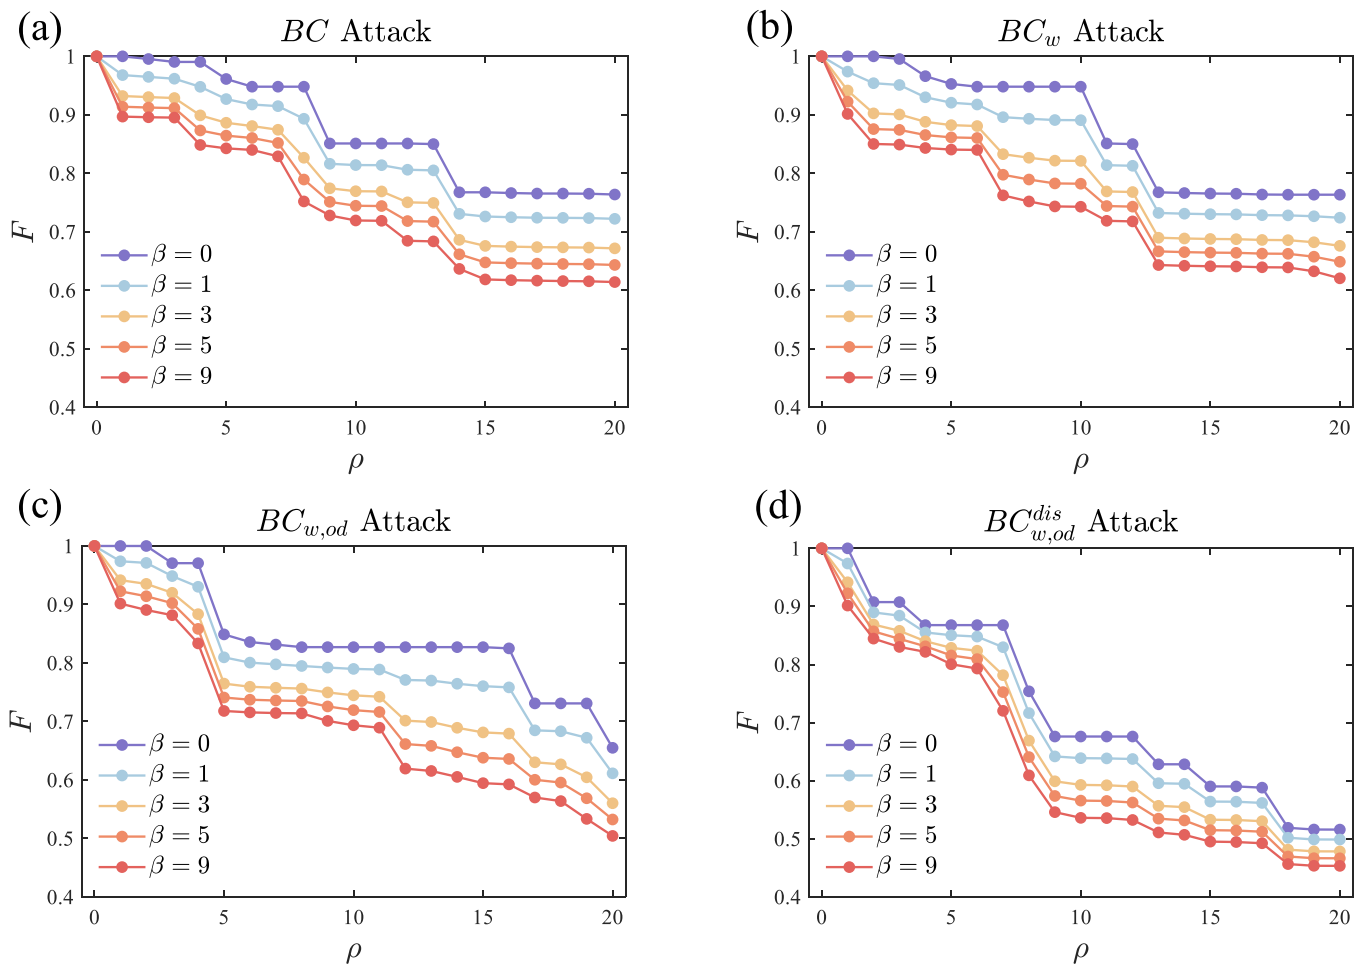 (a)
BC Attack
1
0.9
0.8
0.7
0.6
0.5
0.4
F
β = 0
β = 1
β = 3
β = 5
β = 9
0 5 10 15 20
ρ
(b)
BC_w Attack
1
0.9
0.8
0.7
0.6
0.5
0.4
F
β = 0
β = 1
β = 3
β = 5
β = 9
0 5 10 15 20
ρ
(c)
BC_{w,od} Attack
1
0.9
0.8
0.7
0.6
0.5
0.4
F
β = 0
β = 1
β = 3
β = 5
β = 9
0 5 10 15 20
ρ
(d)
BC_{w,od}^{dis} Attack
1
0.9
0.8
0.7
0.6
0.5
0.4
F
β = 0
β = 1
β = 3
β = 5
β = 9
0 5 10 15 20
ρ